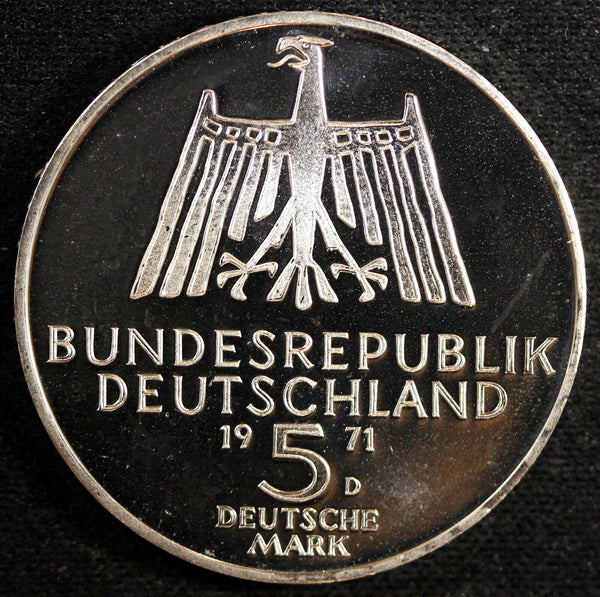 BUNDESREPUBLIK
DEUTSCHLAND
19 5 71
D
DEUTSCHE
MARK